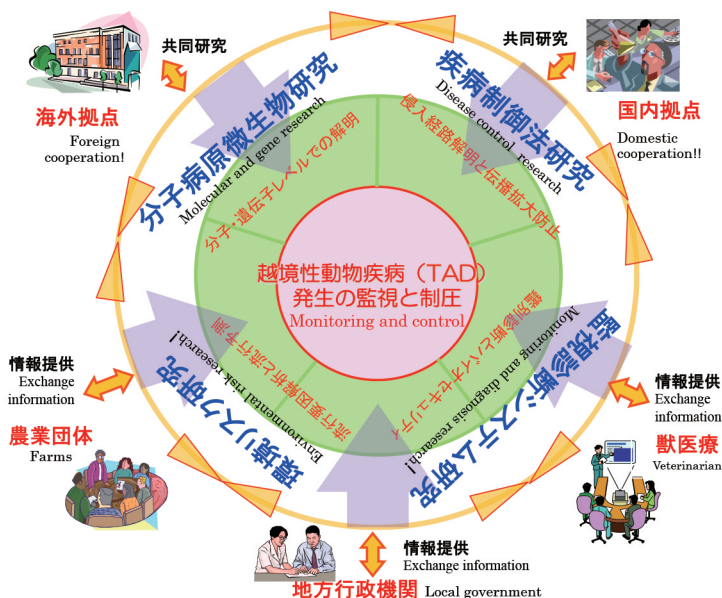 共同研究
海外拠点
Foreign
cooperation!
共同研究
国内拠点
Domestic
cooperation!!
分子病原微生物研究
Molecular and gene research
分子・遺伝子レベルでの解明
疾病制御法研究
Disease control research
侵入経路解明と伝播拡大防止
越境性動物疾病(TAD)
発生の監視と制圧
Monitoring and control
環境リスク研究
Environmental risk research!
流行要因解析と流行予測
監視診断システム研究
Monitoring and diagnosis research!
鑑別診断とバイオセキュリティ
情報提供
Exchange
information
農業団体
Farms
情報提供
Exchange
information
獣医療
Veterinarian
情報提供
Exchange information
地方行政機関 Local government